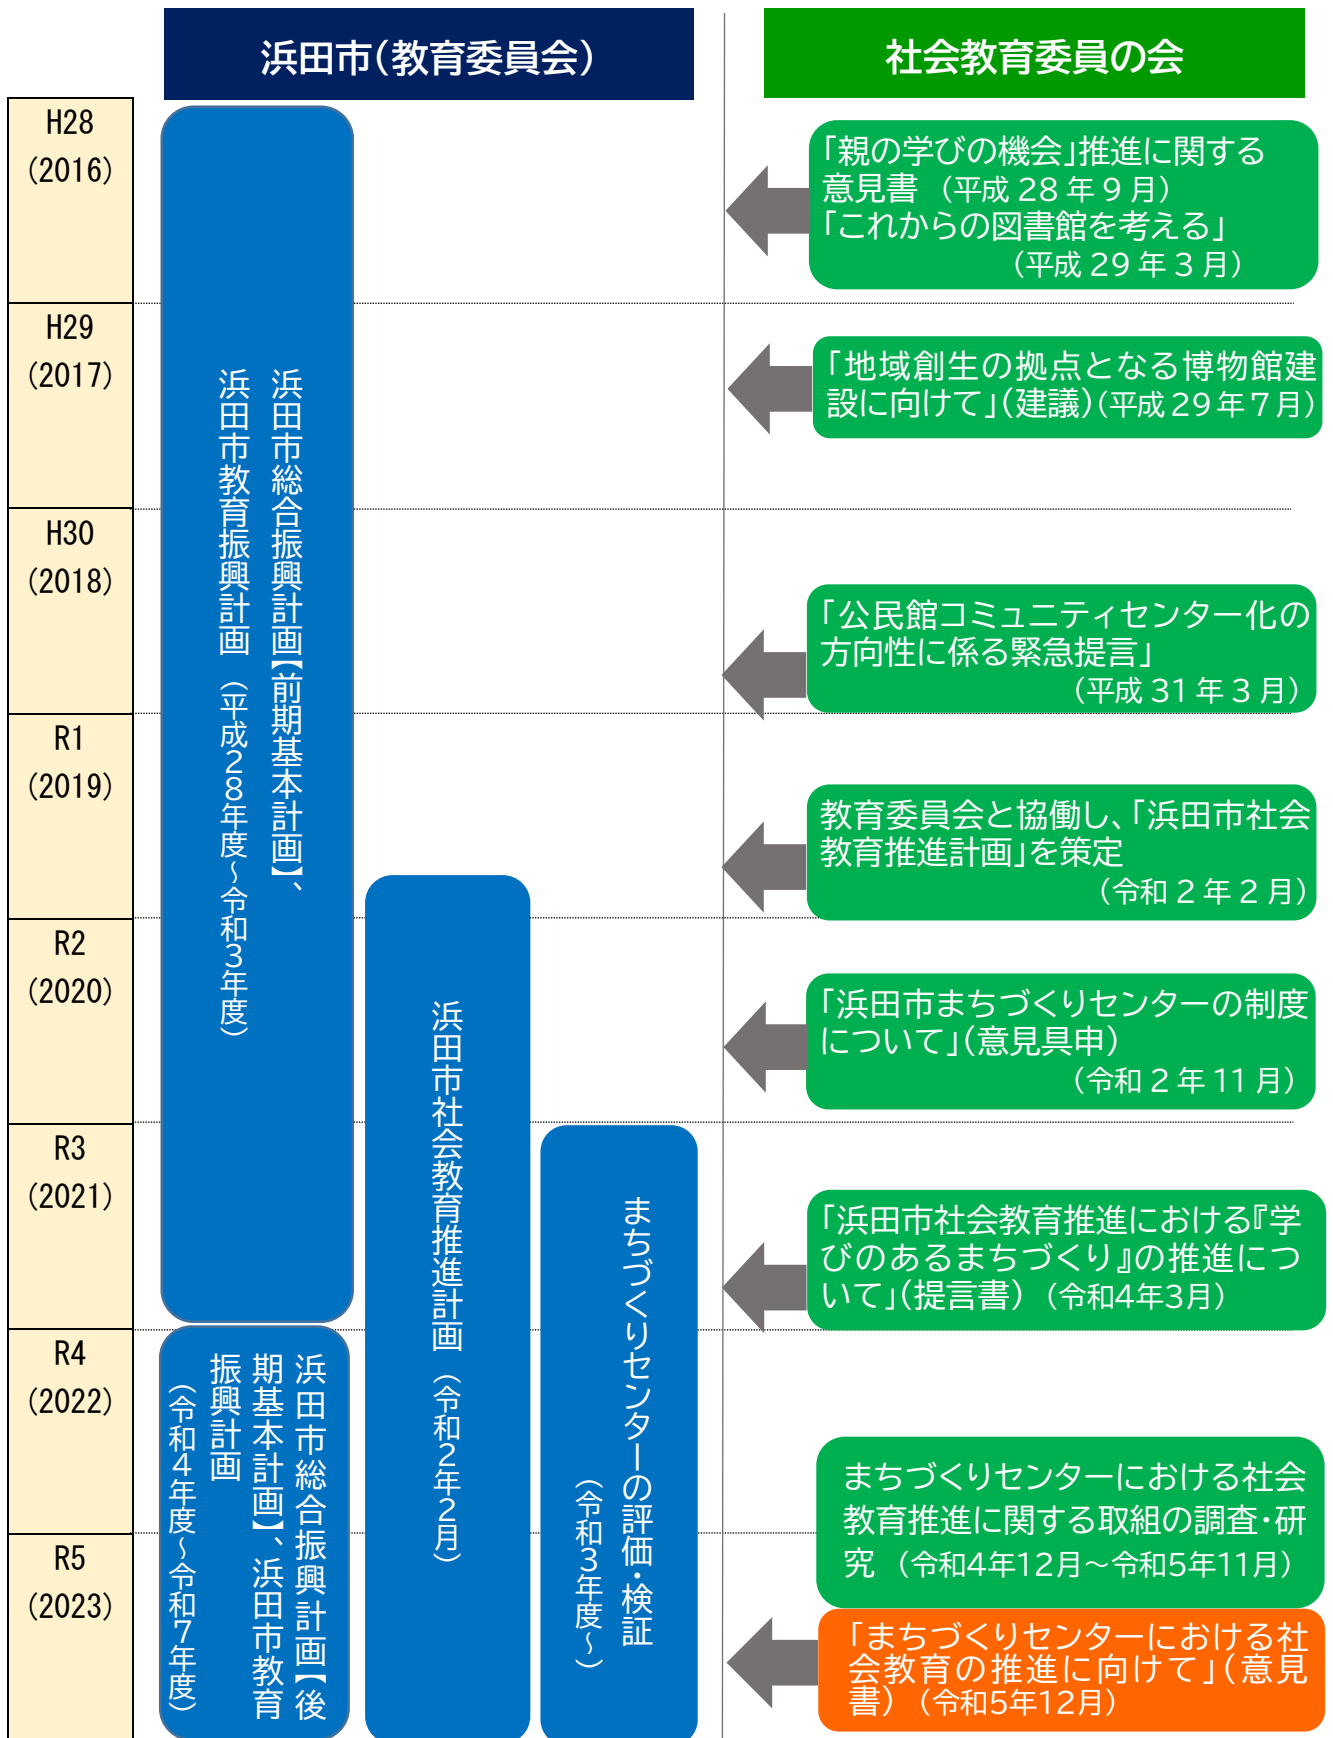 浜田市（教育委員会）
社会教育委員の会
H28
（2016）
H29
（2017）
H30
（2018）
R1
（2019）
R2
（2020）
R3
（2021）
R4
（2022）
R5
（2023）
浜田市総合振興計画【前期基本計画】、
浜田市教育振興計画（平成２８年度～令和３年度）
浜田市総合振興計画【後
期基本計画】、浜田市教育
振興計画
（令和４年度～令和７年度）
浜田市社会教育推進計画（令和２年２月）
まちづくりセンターの評価・検証
（令和３年度～）
「親の学びの機会」推進に関する
意見書（平成 28 年 9 月）
「これからの図書館を考える」
（平成 29 年 3 月）
「地域創生の拠点となる博物館建
設に向けて」（建議）（平成 29 年７月）
「公民館コミュニティセンター化の
方向性に係る緊急提言」
（平成 31 年 3 月）
教育委員会と協働し、「浜田市社会
教育推進計画」を策定
（令和 2 年 2 月）
「浜田市まちづくりセンターの制度
について」（意見具申）
（令和 2 年 11 月）
「浜田市社会教育推進における『学
びのあるまちづくり』の推進につ
いて」（提言書）（令和4年3月）
まちづくりセンターにおける社会
教育推進に関する取組の調査・研
究（令和4年12月～令和5年11月）
「まちづくりセンターにおける社
会教育の推進に向けて」（意見
書）（令和5年12月）